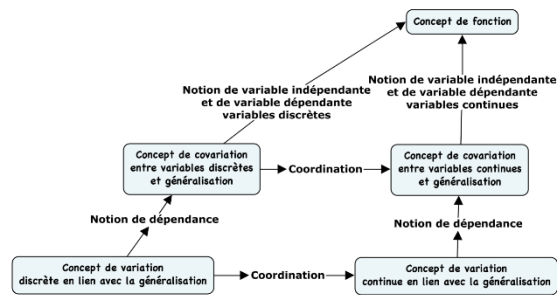 Concept de fonction
Notion de variable indépendante
et de variable dépendante
variables discrètes
Notion de variable indépendante
et de variable dépendante
variables continues
Concept de covariation
entre variables discrètes
et généralisation
Coordination
Concept de covariation
entre variables continues
et généralisation
Notion de dépendance
Notion de dépendance
Concept de variation
discrète en lien avec la généralisation
Coordination
Concept de variation
continue en lien avec la généralisation